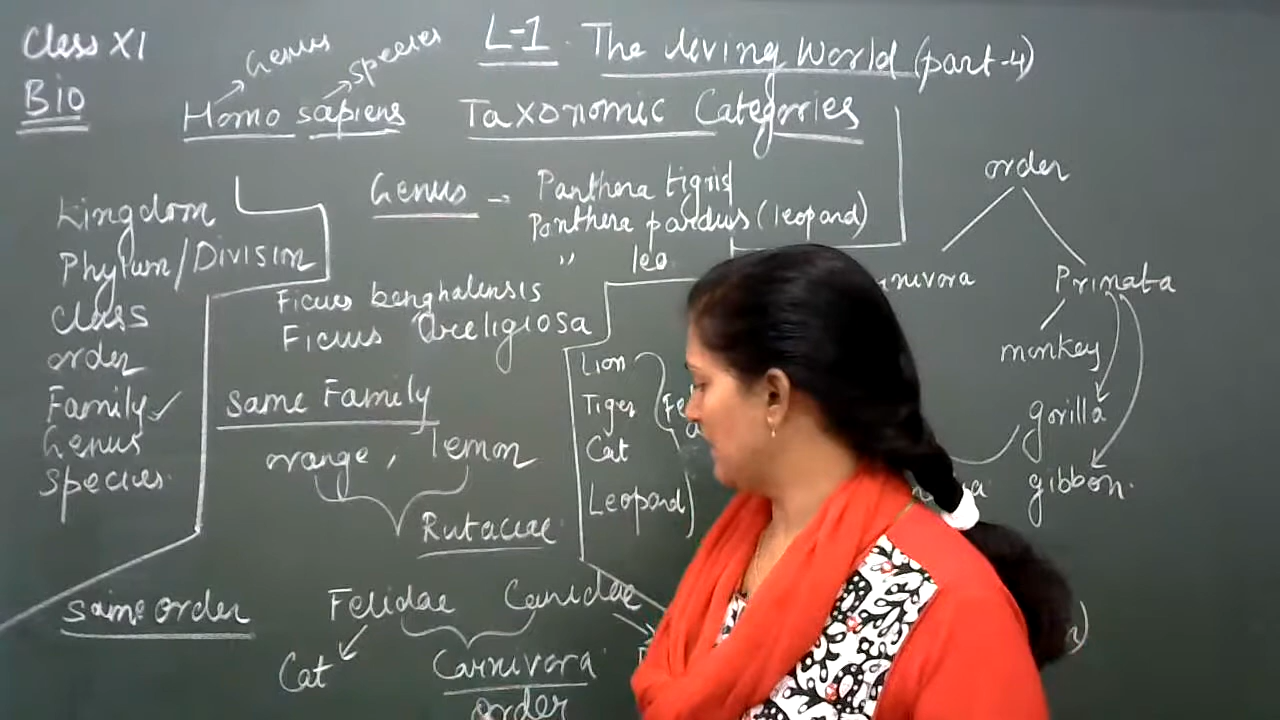 Class XI
Bio
Genus
species
Homo sapiens
L-1 The living World (part-4)
Taxonomic Categories
Kingdom
Phylum/Division
Class
order
Family ✓
Genus
Species
Genus - Panthera tigris
Panthera pardus (leopard)
" leo
Ficus benghalensis
Ficus religiosa
same Family
orange, lemon
Rutaceae
Lion
Tiger
Cat
Leopard
order
Primata
monkey
gorilla
gibbon
same order
Felidae Canidae
Cat
Carnivora
order